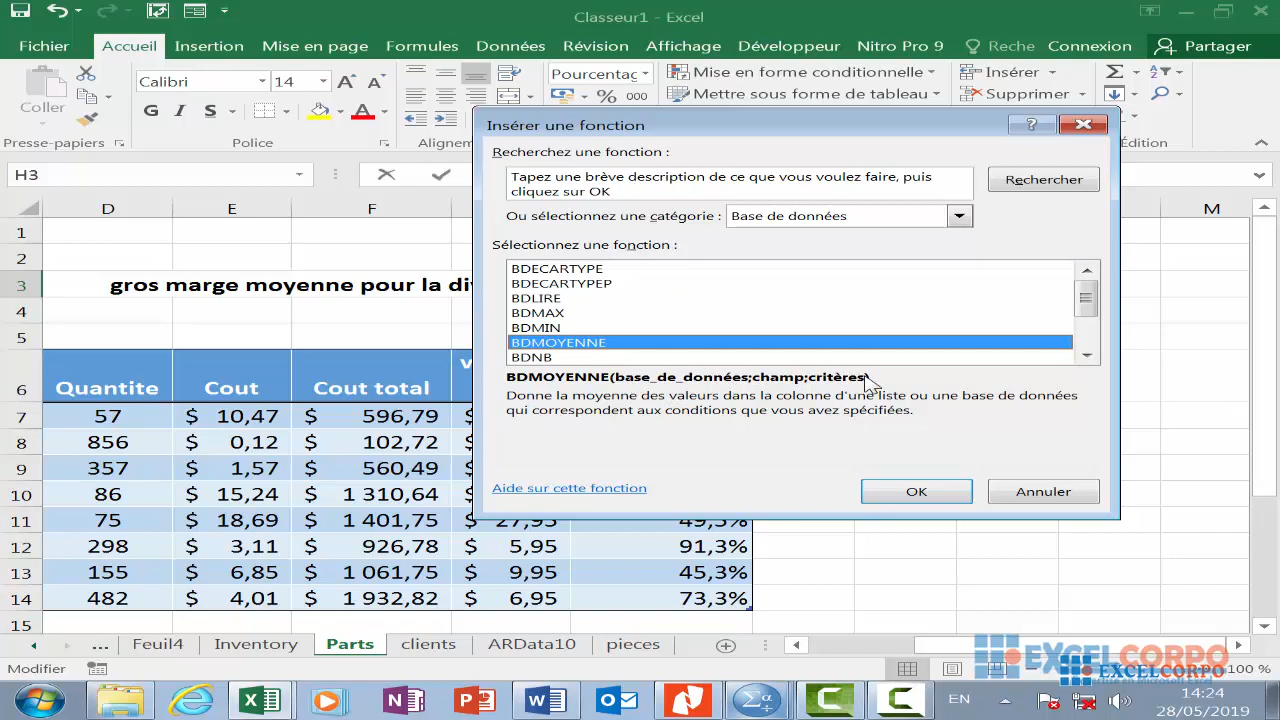 Classeur1 - Excel
Fichier Accueil Insertion Mise en page Formules Données Révision Affichage Développeur Nitro Pro 9 Reche Connexion Partager
Coller
Calibri 14
Pourcentag
Mise en forme conditionnelle
Insérer
G I S
% 000
Mettre sous forme de tableau
Supprimer
Presse-papiers Police Alignem Édition
H3
D E F M
1
2
3 gros marge moyenne pour la div
4
5
6 Quantite Cout Cout total v
7 57 $ 10,47 $ 596,79 $
8 856 $ 0,12 $ 102,72 $
9 357 $ 1,57 $ 560,49 $
10 86 $ 15,24 $ 1 310,64 $
11 75 $ 18,69 $ 1 401,75 $ 27,95 49,5%
12 298 $ 3,11 $ 926,78 $ 5,95 91,3%
13 155 $ 6,85 $ 1 061,75 $ 9,95 45,3%
14 482 $ 4,01 $ 1 932,82 $ 6,95 73,3%
15
Insérer une fonction
Recherchez une fonction :
Tapez une brève description de ce que vous voulez faire, puis
cliquez sur OK
Rechercher
Ou sélectionnez une catégorie : Base de données
Sélectionnez une fonction :
BDECARTYPE
BDECARTYPEP
BDLIRE
BDMAX
BDMIN
BDMOYENNE
BDNB
BDMOYENNE(base_de_données;champ;critères)
Donne la moyenne des valeurs dans la colonne d'une liste ou une base de données
qui correspondent aux conditions que vous avez spécifiées.
Aide sur cette fonction
OK Annuler
... Feuil4 Inventory Parts clients ARData10 pieces
Modifier
100 %
EXCELCORPO
EXCELCORPO
EN
14:24
28/05/2019